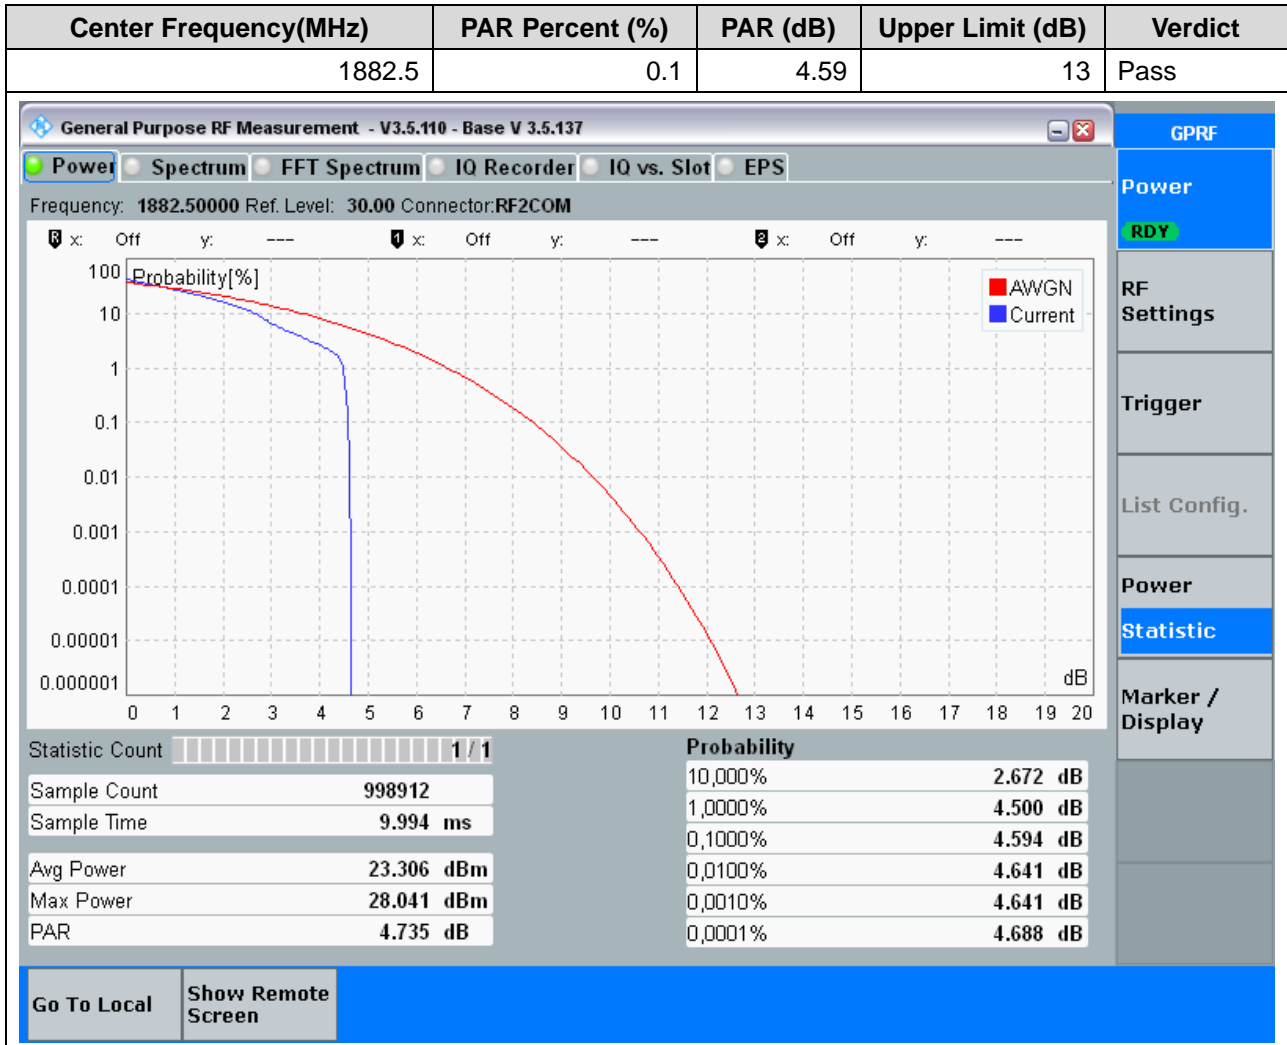 Center Frequency(MHz) PAR Percent (%) PAR (dB) Upper Limit (dB) Verdict
1882.5 0.1 4.59 13 Pass
General Purpose RF Measurement - V3.5.110 - Base V 3.5.137
GPRF
Power Spectrum FFT Spectrum IQ Recorder IQ vs. Slot EPS
Frequency: 1882.50000 Ref. Level: 30.00 Connector:RF2COM
R x: Off y: --- 1 x: Off y: --- 2 x: Off y: ---
Probability[%]
AWGN
Current
100
10
1
0.1
0.01
0.001
0.0001
0.00001
0.000001
dB
0 1 2 3 4 5 6 7 8 9 10 11 12 13 14 15 16 17 18 19 20
Statistic Count 1 / 1
Sample Count 998912
Sample Time 9.994 ms
Avg Power 23.306 dBm
Max Power 28.041 dBm
PAR 4.735 dB
Probability
10,000% 2.672 dB
1,0000% 4.500 dB
0,1000% 4.594 dB
0,0100% 4.641 dB
0,0010% 4.641 dB
0,0001% 4.688 dB
Power
RDY
RF
Settings
Trigger
List Config.
Power
Statistic
Marker /
Display
Go To Local
Show Remote
Screen